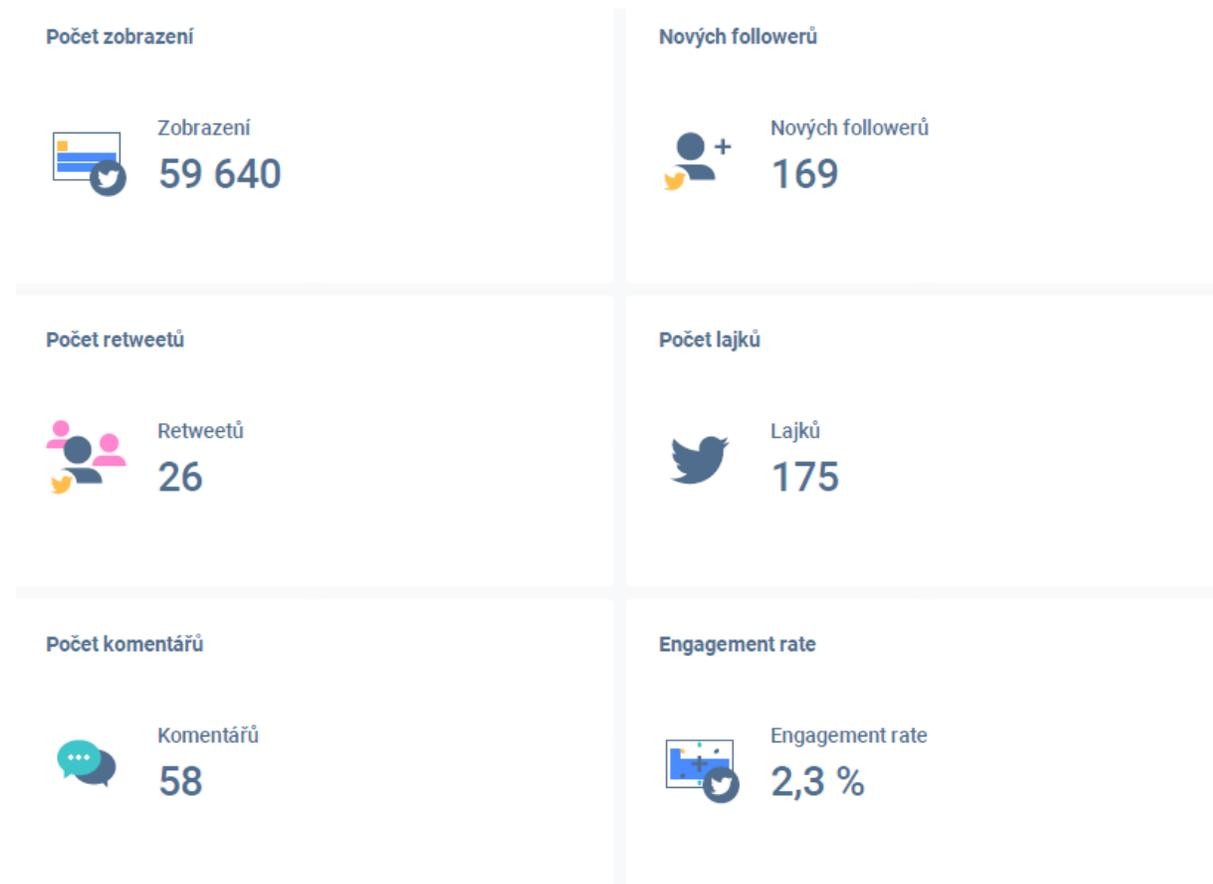 Počet zobrazení
Zobrazení
59 640
Nových followerů
Nových followerů
169
Počet retweetů
Retweetů
26
Počet lajků
Lajků
175
Počet komentářů
Komentářů
58
Engagement rate
Engagement rate
2,3 %